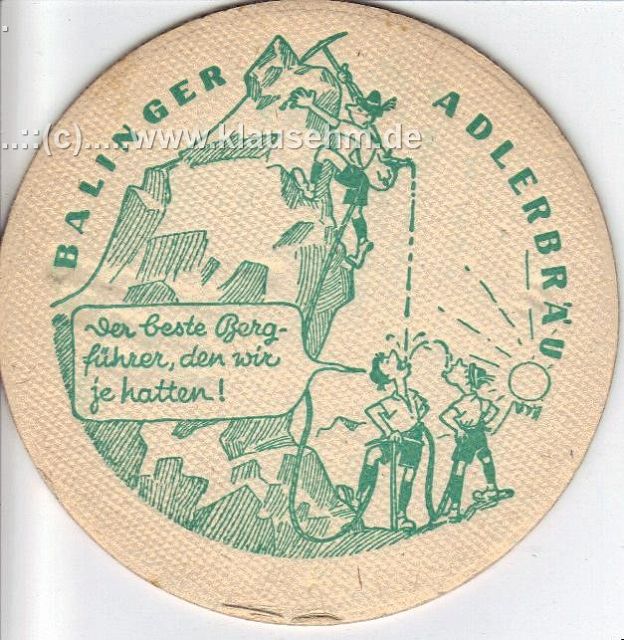 BALINGER ADLERBRÄU
..::(c).....www.klausehm.de
Der beste Berg-
führer, den wir
je hatten!